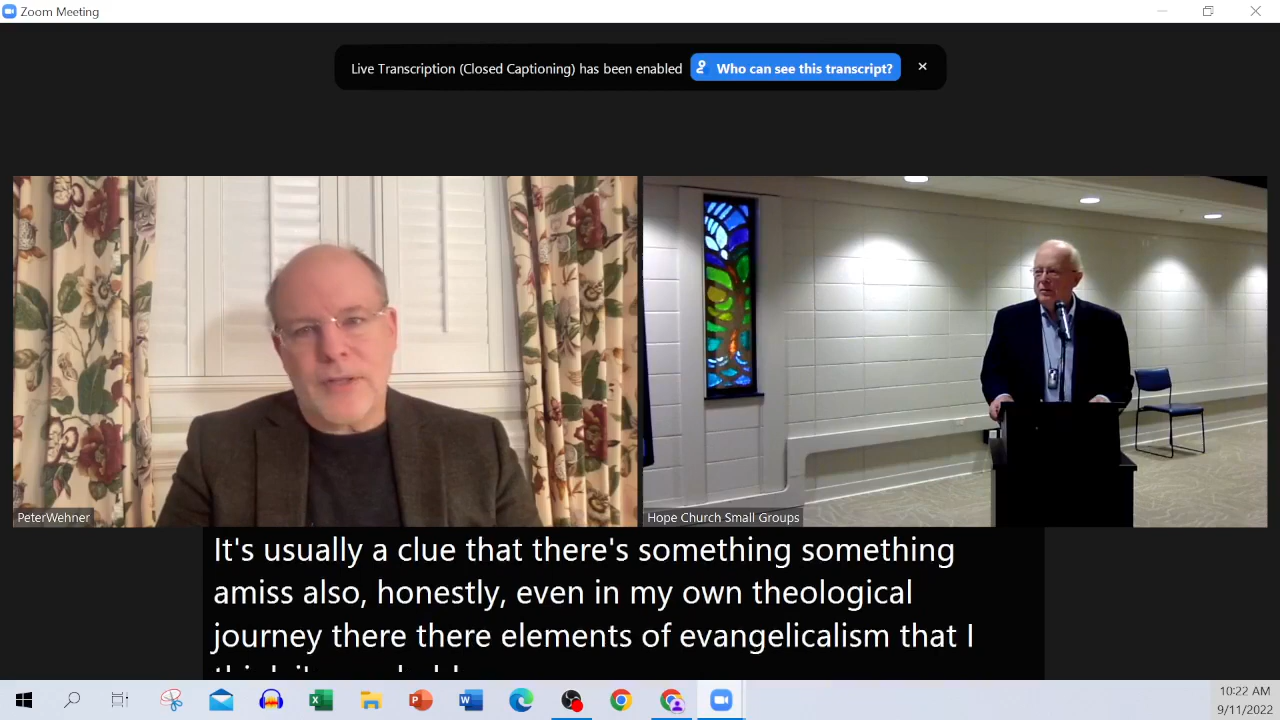 Zoom Meeting
Live Transcription (Closed Captioning) has been enabled
Who can see this transcript?
PeterWehner
Hope Church Small Groups
It's usually a clue that there's something something
amiss also, honestly, even in my own theological
journey there there elements of evangelicalism that I
10:22 AM
9/11/2022